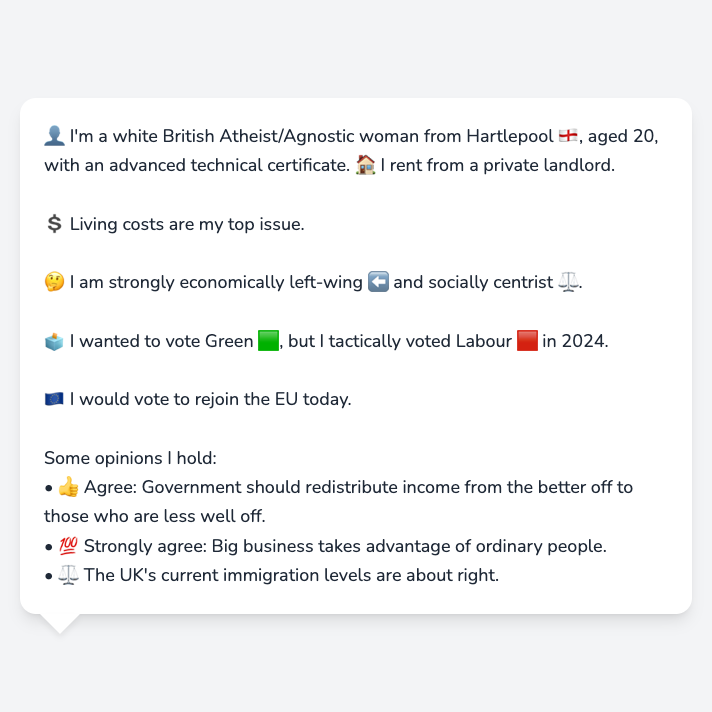 👤 I'm a white British Atheist/Agnostic woman from Hartlepool 🏴󠁧󠁢󠁥󠁮󠁧󠁿, aged 20,
with an advanced technical certificate. 🏠 I rent from a private landlord.
💲 Living costs are my top issue.
🤔 I am strongly economically left-wing ⬅️ and socially centrist ⚖️.
🗳️ I wanted to vote Green 🟩, but I tactically voted Labour 🟥 in 2024.
🇪🇺 I would vote to rejoin the EU today.
Some opinions I hold:
• 👍 Agree: Government should redistribute income from the better off to
those who are less well off.
• 💯 Strongly agree: Big business takes advantage of ordinary people.
• ⚖️ The UK's current immigration levels are about right.